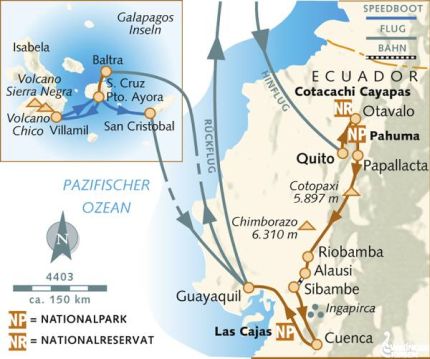 Galapagos
Inseln
Isabela
Baltra
Volcano
Sierra Negra
S. Cruz
Pto. Ayora
Volcano
Chico
Villamil
San Cristobal
SPEEDBOOT
FLUG
BAHN
ECUADOR
Cotacachi Cayapas
NR
Otavalo
NP
Pahuma
Quito
Papallacta
HINFLUG
RÜCKFLUG
Cotopaxi
5.897 m
PAZIFISCHER
OZEAN
Chimborazo
6.310 m
N
Riobamba
Alausi
Sibambe
4403
ca. 150 km
Guayaquil
Ingapirca
Las Cajas
NP
Cuenca
NP = NATIONALPARK
NR = NATIONALRESERVAT